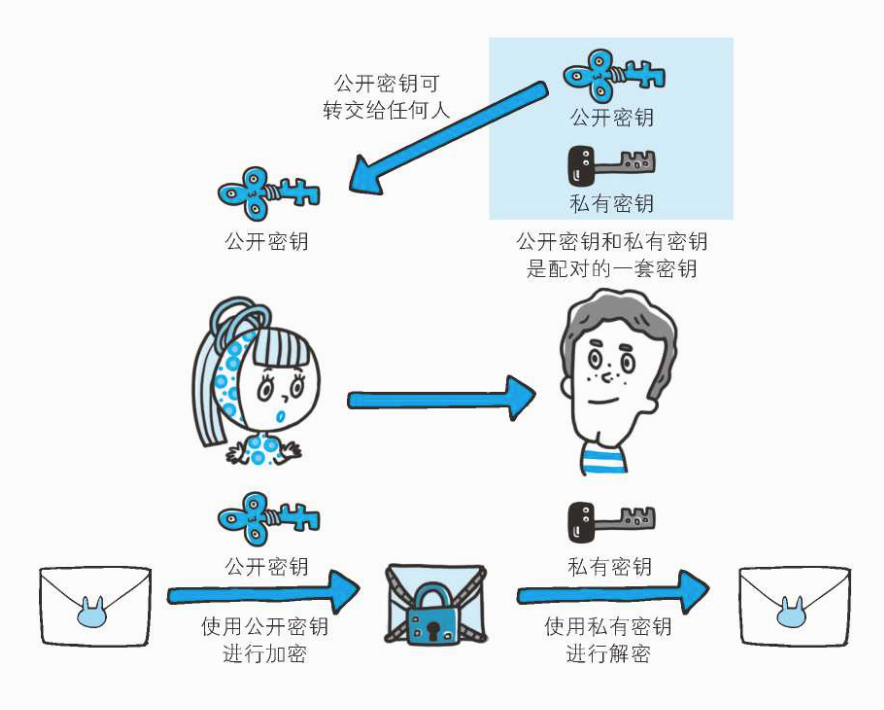 公开密钥可
转交给任何人
公开密钥
私有密钥
公开密钥
公开密钥和私有密钥
是配对的一套密钥
公开密钥
私有密钥
使用公开密钥
进行加密
使用私有密钥
进行解密